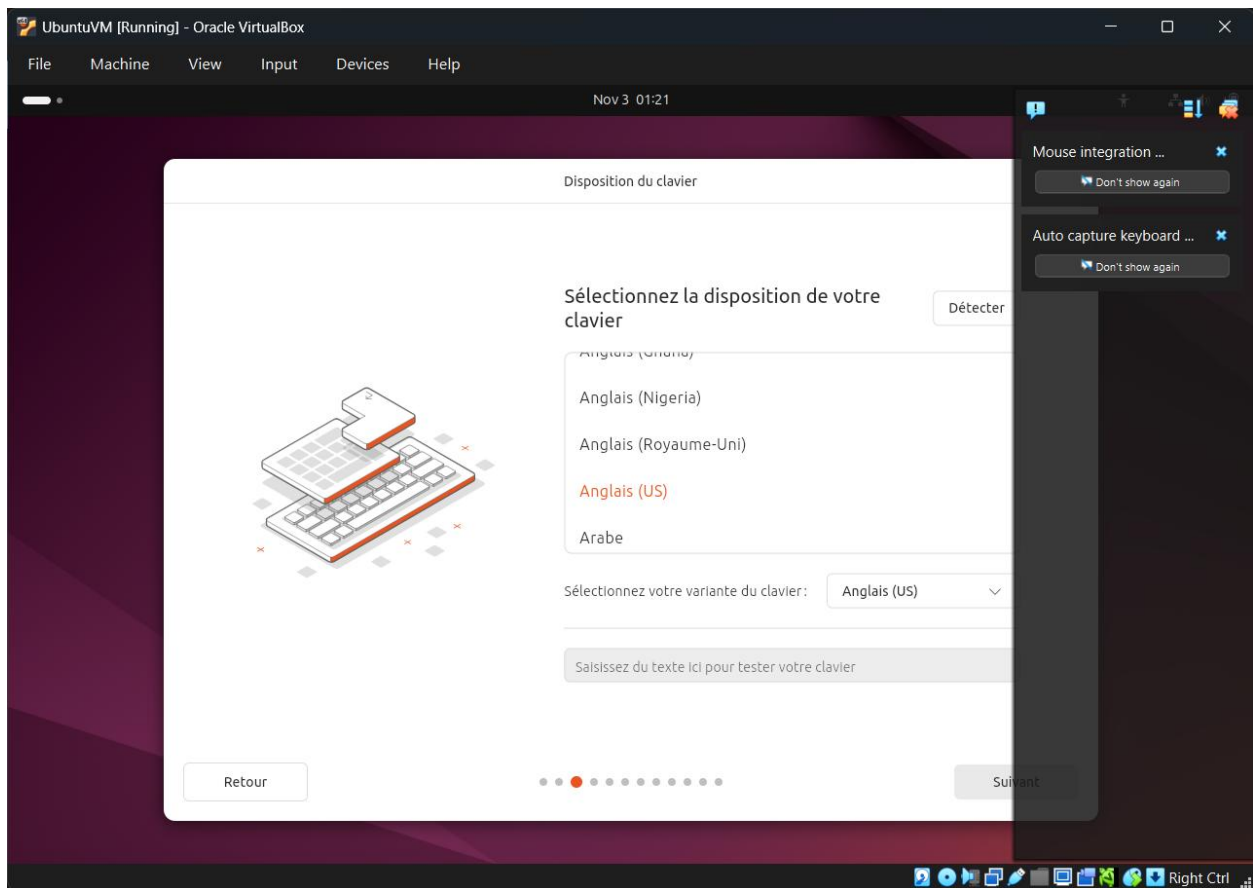 UbuntuVM [Running] - Oracle VirtualBox
File Machine View Input Devices Help
Nov 3 01:21
Mouse integration ...
Don't show again
Auto capture keyboard ...
Don't show again
Disposition du clavier
Sélectionnez la disposition de votre
clavier
Détecter
Anglais (Ghana)
Anglais (Nigeria)
Anglais (Royaume-Uni)
Anglais (US)
Arabe
Sélectionnez votre variante du clavier:
Anglais (US)
Saisissez du texte ici pour tester votre clavier
Retour
Suivant
Right Ctrl